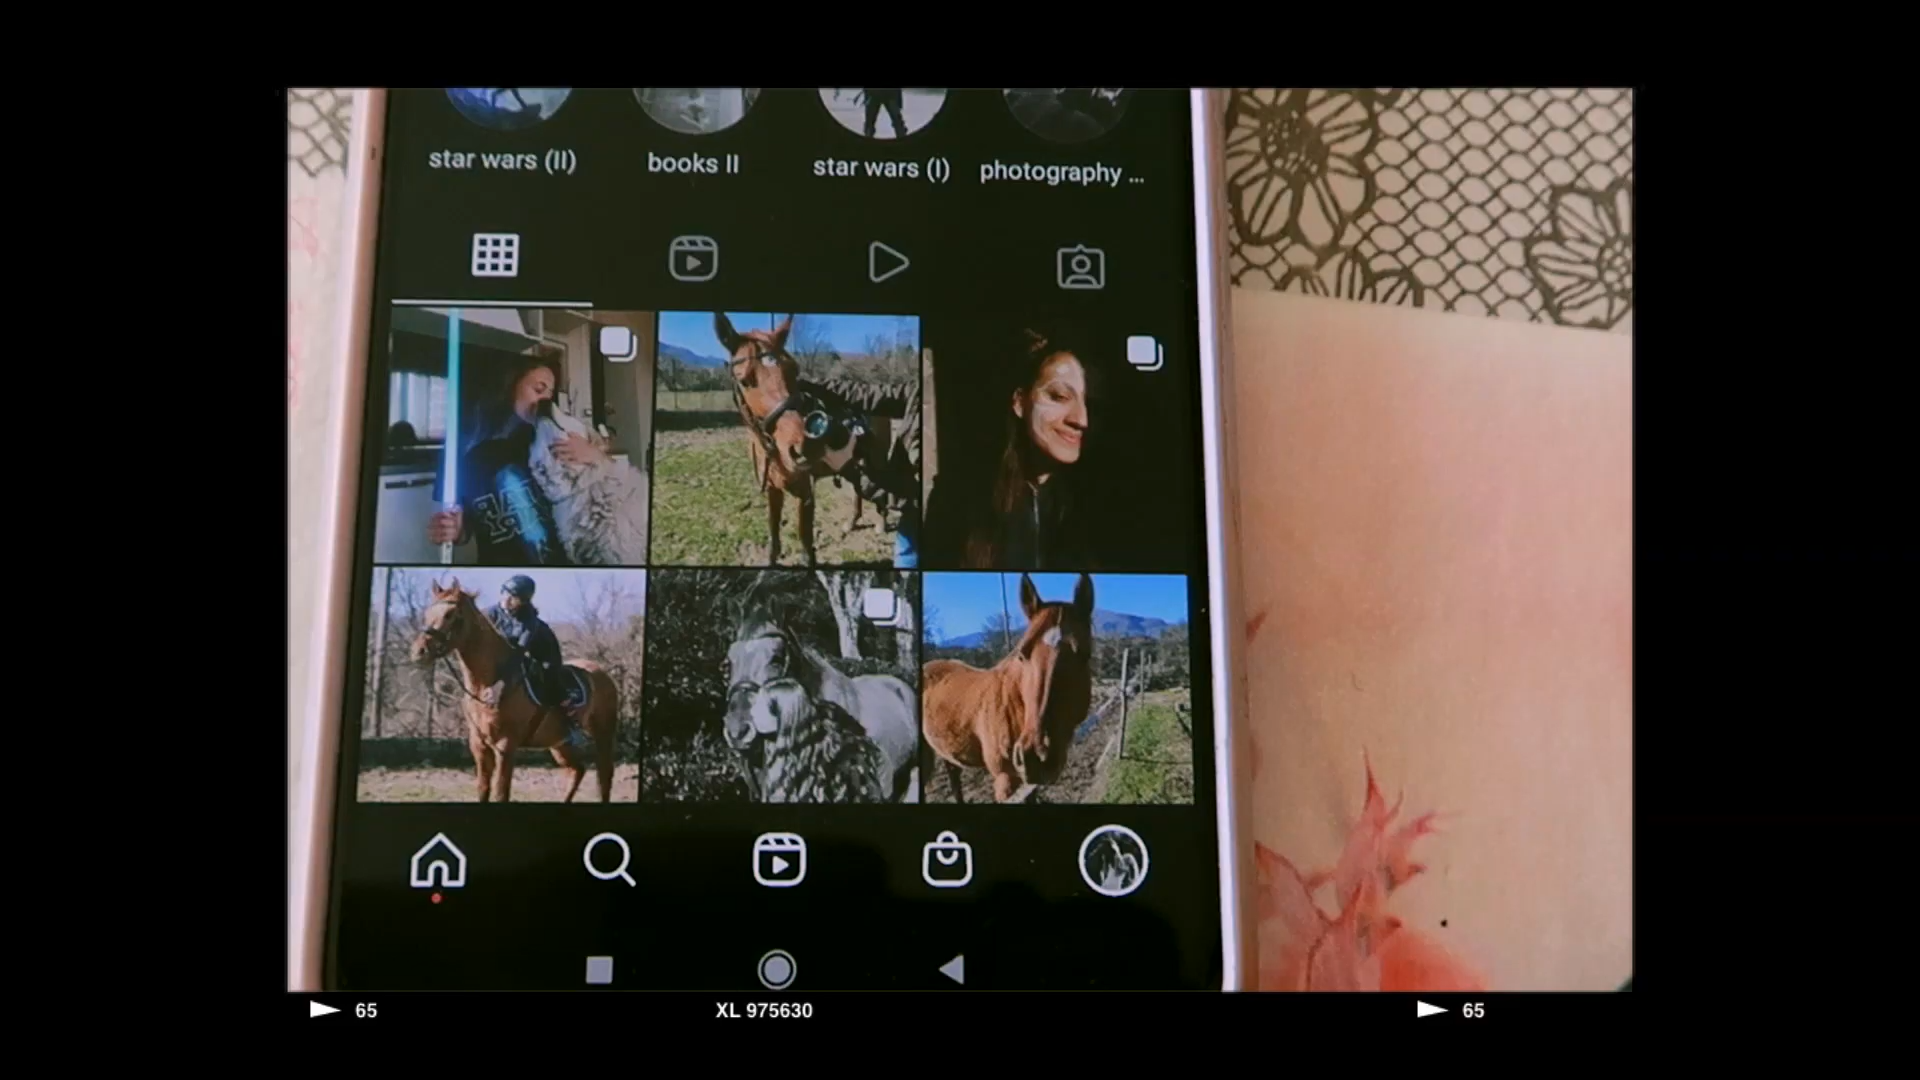 star wars (II)
books II
star wars (I)
photography ...
65
XL 975630
65